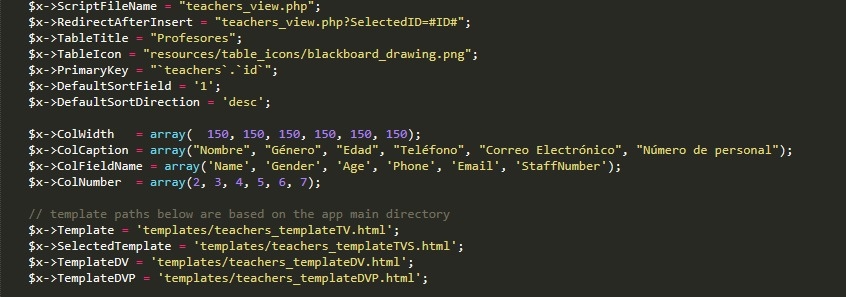 $x->ScriptFileName = "teachers_view.php";
$x->RedirectAfterInsert = "teachers_view.php?SelectedID=#ID#";
$x->TableTitle = "Profesores";
$x->TableIcon = "resources/table_icons/blackboard_drawing.png";
$x->PrimaryKey = "`teachers`.`id`";
$x->DefaultSortField = '1';
$x->DefaultSortDirection = 'desc';
$x->ColWidth   = array(  150, 150, 150, 150, 150, 150);
$x->ColCaption = array("Nombre", "Género", "Edad", "Teléfono", "Correo Electrónico", "Número de personal");
$x->ColFieldName = array('Name', 'Gender', 'Age', 'Phone', 'Email', 'StaffNumber');
$x->ColNumber  = array(2, 3, 4, 5, 6, 7);
// template paths below are based on the app main directory
$x->Template = 'templates/teachers_templateTV.html';
$x->SelectedTemplate = 'templates/teachers_templateTVS.html';
$x->TemplateDV = 'templates/teachers_templateDV.html';
$x->TemplateDVP = 'templates/teachers_templateDVP.html';